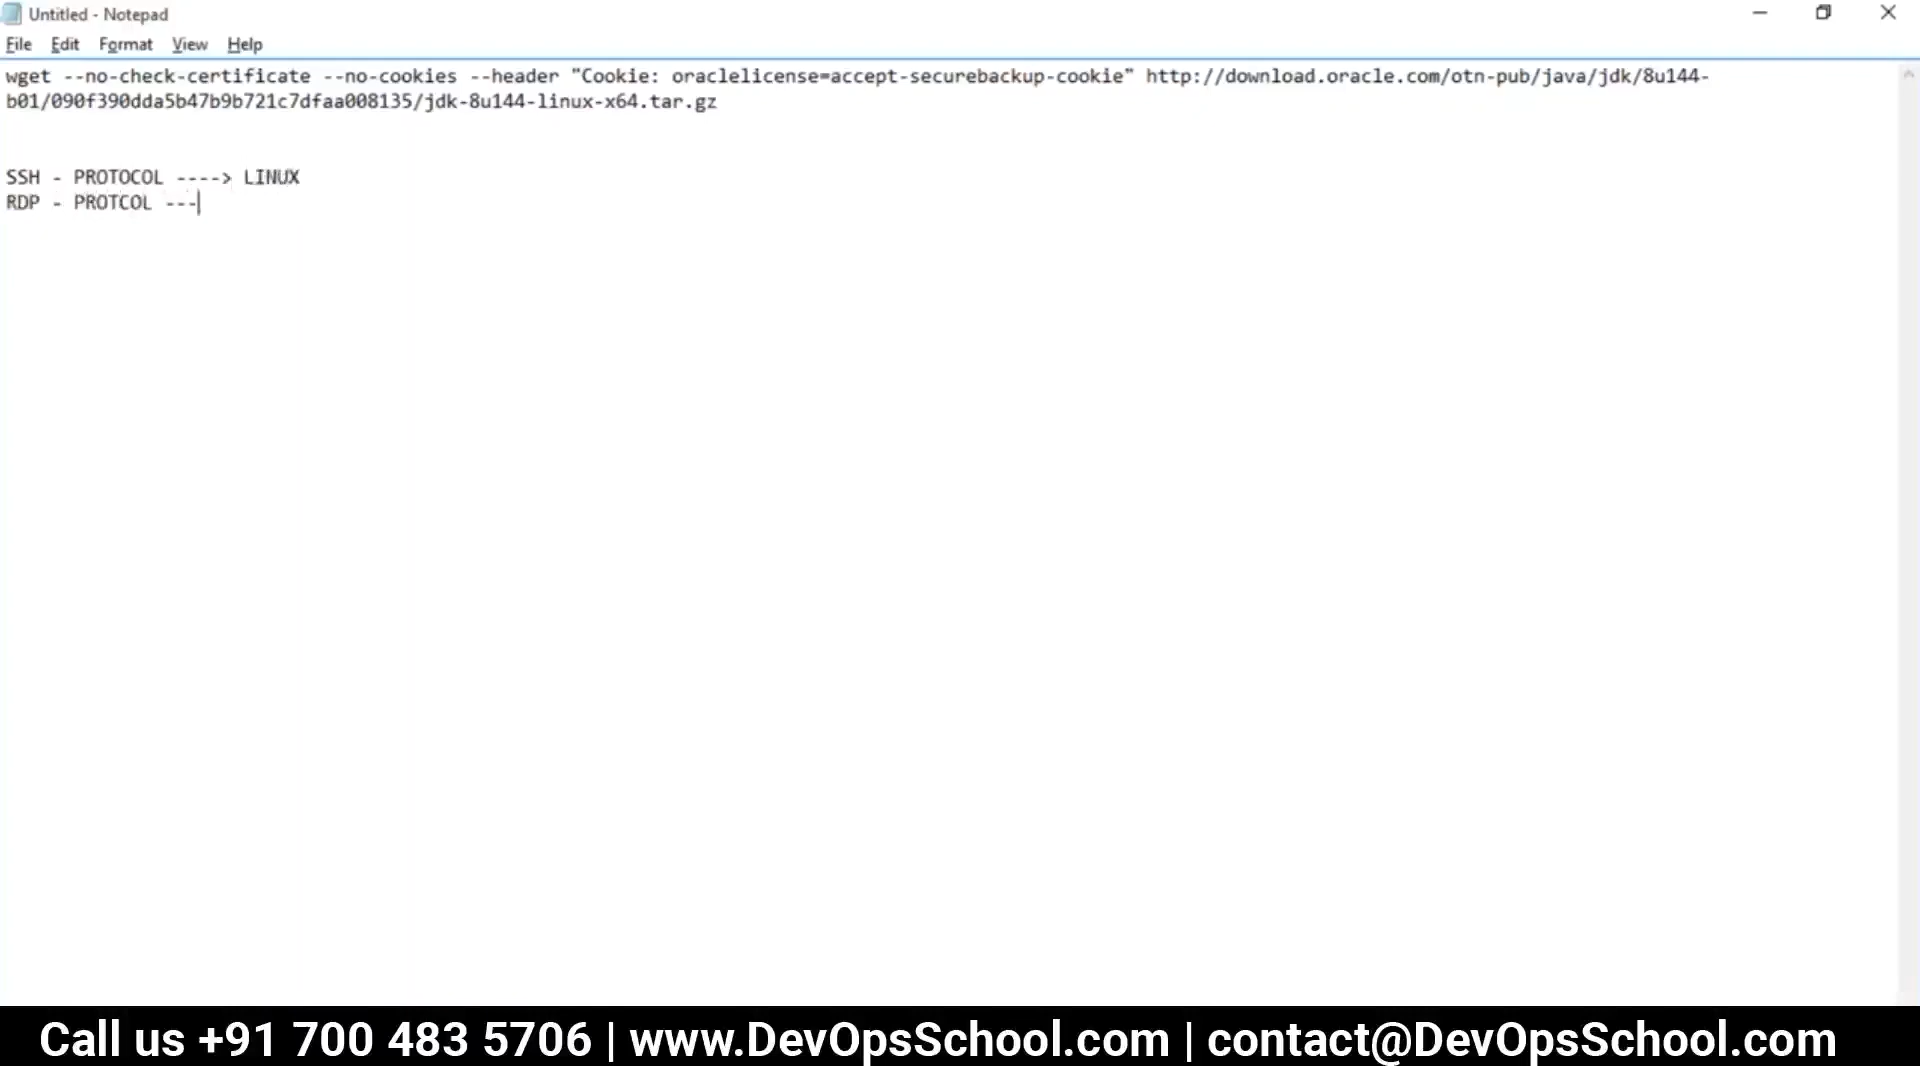 Untitled - Notepad
File Edit Format View Help
wget --no-check-certificate --no-cookies --header "Cookie: oraclelicense=accept-securebackup-cookie" http://download.oracle.com/otn-pub/java/jdk/8u144-
b01/090f390dda5b47b9b721c7dfaa008135/jdk-8u144-linux-x64.tar.gz
SSH - PROTOCOL ----> LINUX
RDP - PROTCOL ---
Call us +91 700 483 5706 | www.DevOpsSchool.com | contact@DevOpsSchool.com